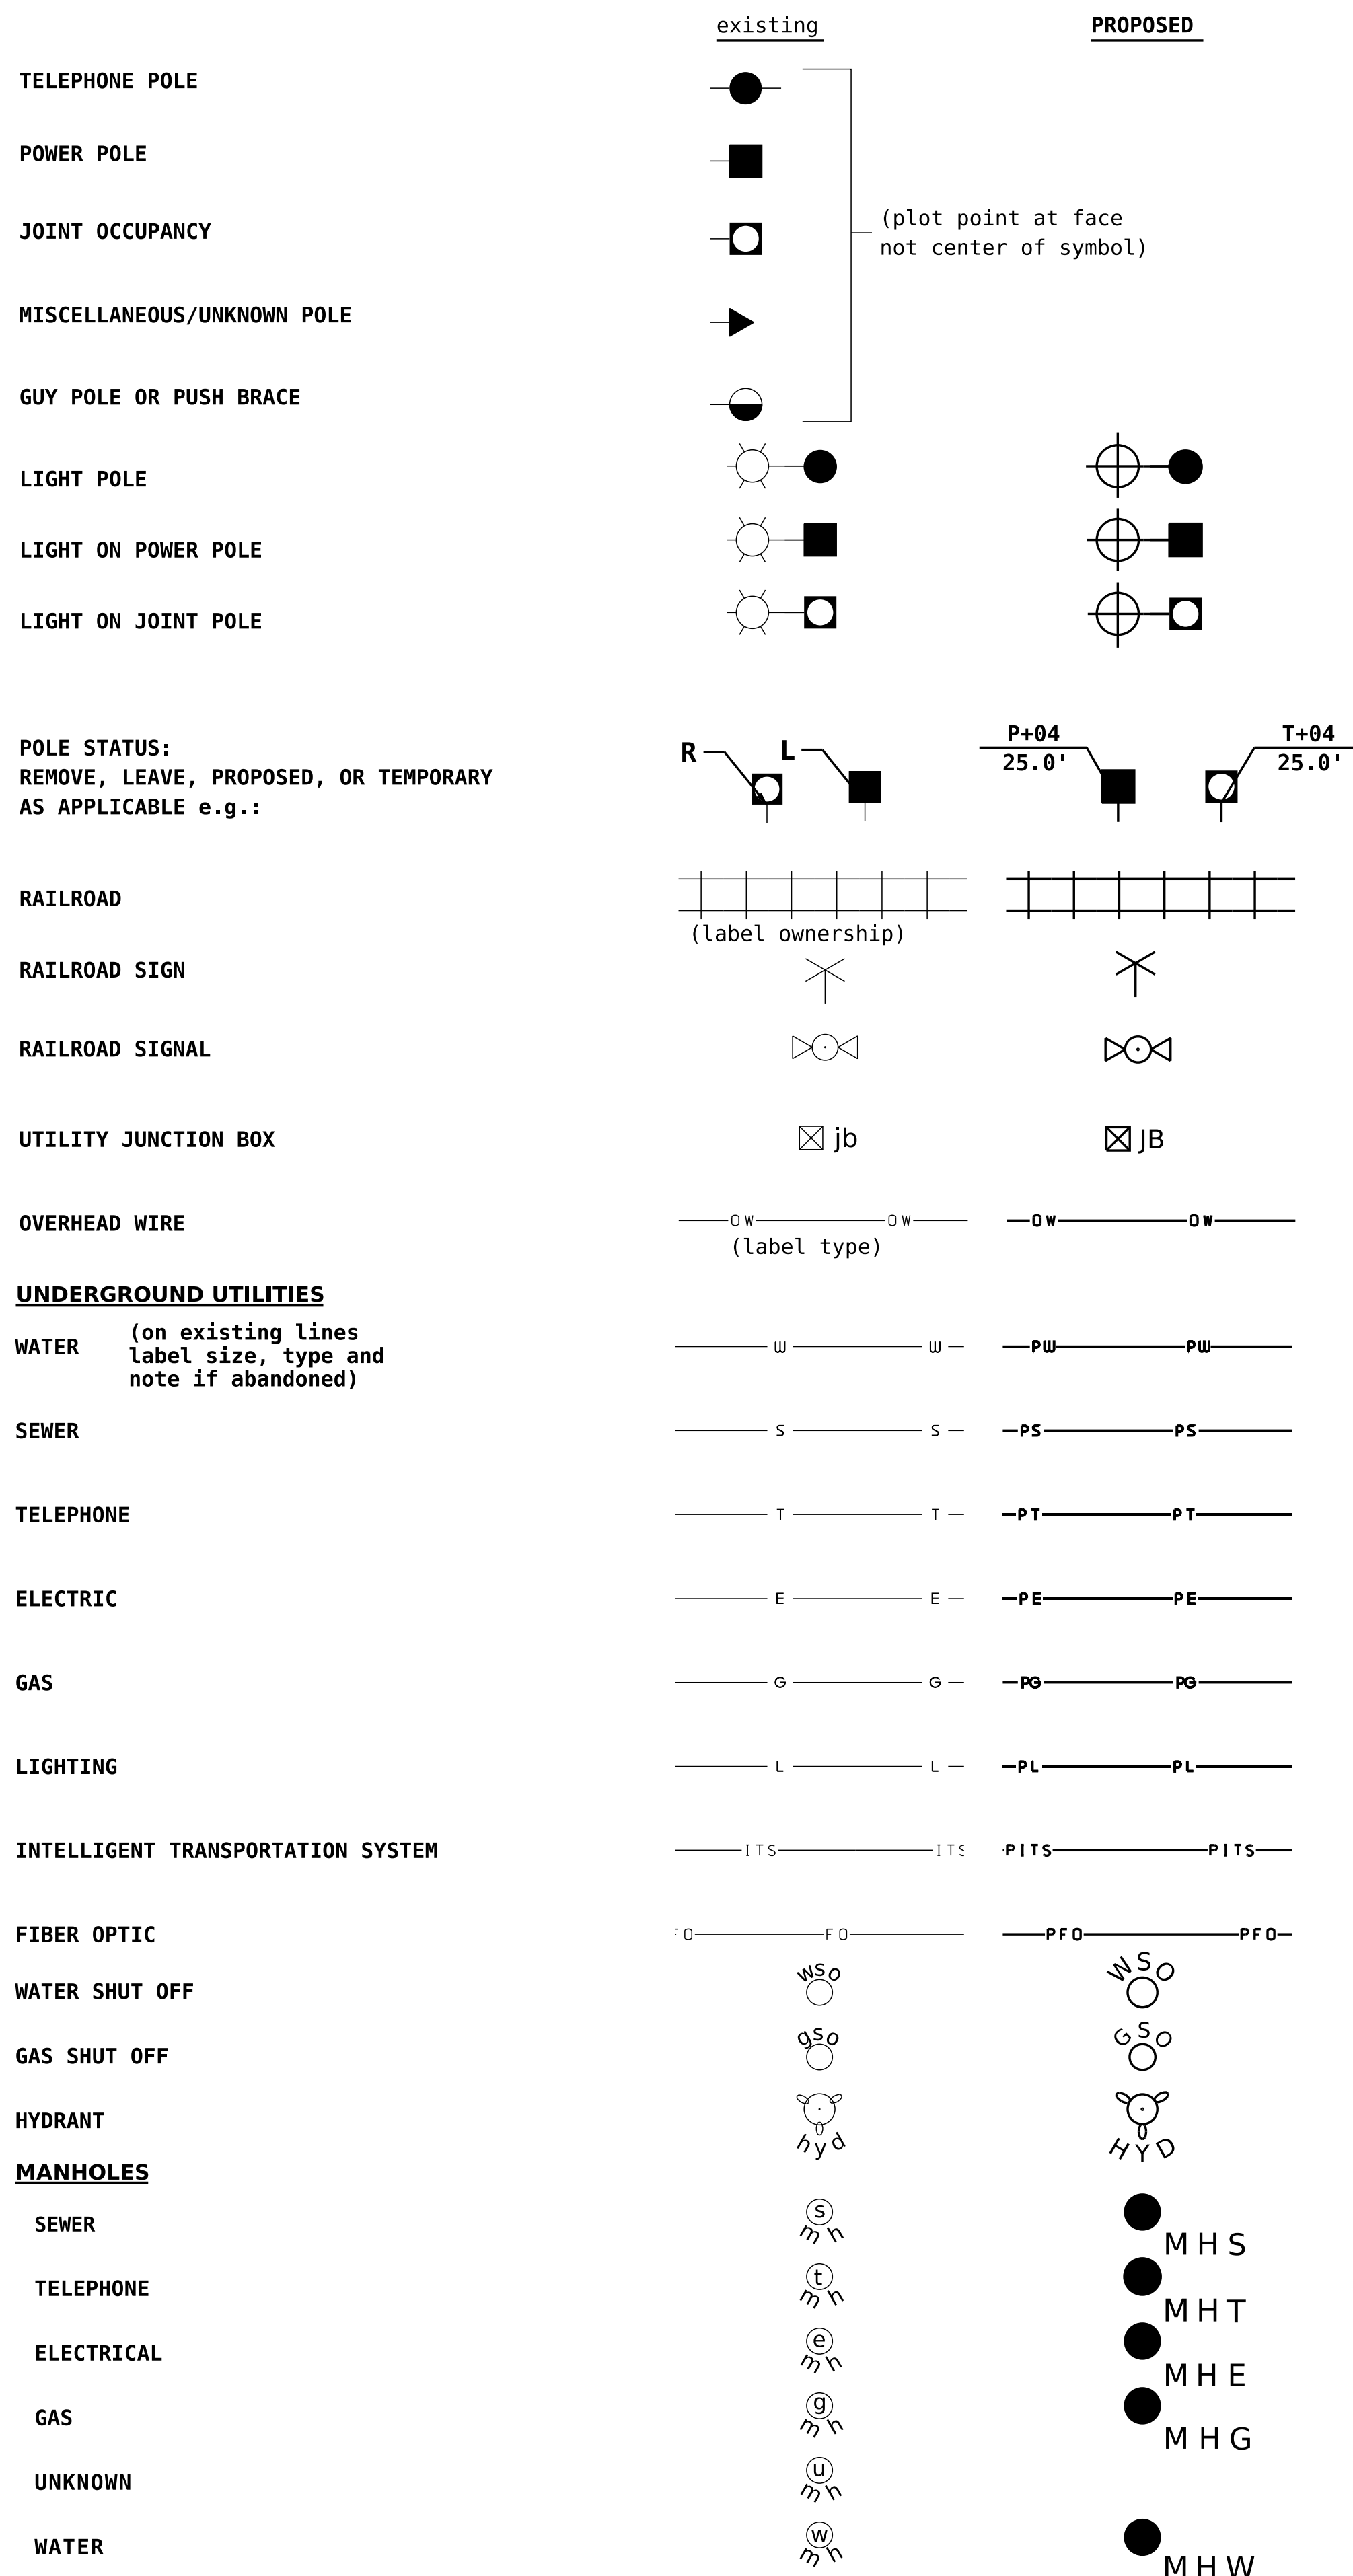 existing PROPOSED
TELEPHONE POLE
POWER POLE
JOINT OCCUPANCY
(plot point at face
not center of symbol)
MISCELLANEOUS/UNKNOWN POLE
GUY POLE OR PUSH BRACE
LIGHT POLE
LIGHT ON POWER POLE
LIGHT ON JOINT POLE
POLE STATUS:
REMOVE, LEAVE, PROPOSED, OR TEMPORARY
AS APPLICABLE e.g.:
R L P+04 T+04
25.0' 25.0'
RAILROAD
(label ownership)
RAILROAD SIGN
RAILROAD SIGNAL
UTILITY JUNCTION BOX jb JB
OVERHEAD WIRE OW OW OW OW
(label type)
UNDERGROUND UTILITIES
WATER (on existing lines
label size, type and
note if abandoned)
W W PW PW
SEWER S S PS PS
TELEPHONE T T PT PT
ELECTRIC E E PE PE
GAS G G PG PG
LIGHTING L L PL PL
INTELLIGENT TRANSPORTATION SYSTEM ITS ITS PITS PITS
FIBER OPTIC FO FO PFO PFO
WATER SHUT OFF wso WSO
GAS SHUT OFF gso GSO
HYDRANT hyd HYD
MANHOLES
SEWER s mh MHS
TELEPHONE t mh MHT
ELECTRICAL e mh MHE
GAS g mh MHG
UNKNOWN u mh
WATER w mh MHW